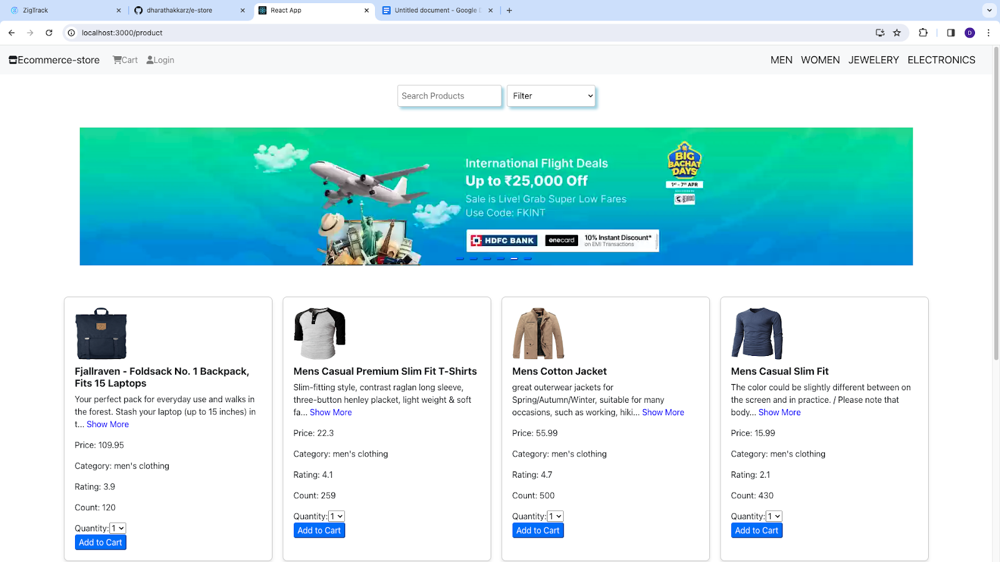 ZigTrack
dharathakkarz/e-store
React App
Untitled document - Google D
localhost:3000/product
D
Ecommerce-store
Cart
Login
MEN
WOMEN
JEWELERY
ELECTRONICS
Search Products
Filter
International Flight Deals
Up to ₹25,000 Off
Sale is Live! Grab Super Low Fares
Use Code: FKINT
BIG
BACHAT
DAYS
1st - 7th APR
BEARDO
HDFC BANK
onecard
10% Instant Discount*
on EMI Transactions
Fjallraven - Foldsack No. 1 Backpack,
Fits 15 Laptops
Your perfect pack for everyday use and walks in
the forest. Stash your laptop (up to 15 inches) in
t... Show More
Price: 109.95
Category: men's clothing
Rating: 3.9
Count: 120
Quantity: 1
Add to Cart
Mens Casual Premium Slim Fit T-Shirts
Slim-fitting style, contrast raglan long sleeve,
three-button henley placket, light weight & soft
fa... Show More
Price: 22.3
Category: men's clothing
Rating: 4.1
Count: 259
Quantity: 1
Add to Cart
Mens Cotton Jacket
great outerwear jackets for
Spring/Autumn/Winter, suitable for many
occasions, such as working, hiki... Show More
Price: 55.99
Category: men's clothing
Rating: 4.7
Count: 500
Quantity: 1
Add to Cart
Mens Casual Slim Fit
The color could be slightly different between on
the screen and in practice. / Please note that
body... Show More
Price: 15.99
Category: men's clothing
Rating: 2.1
Count: 430
Quantity: 1
Add to Cart